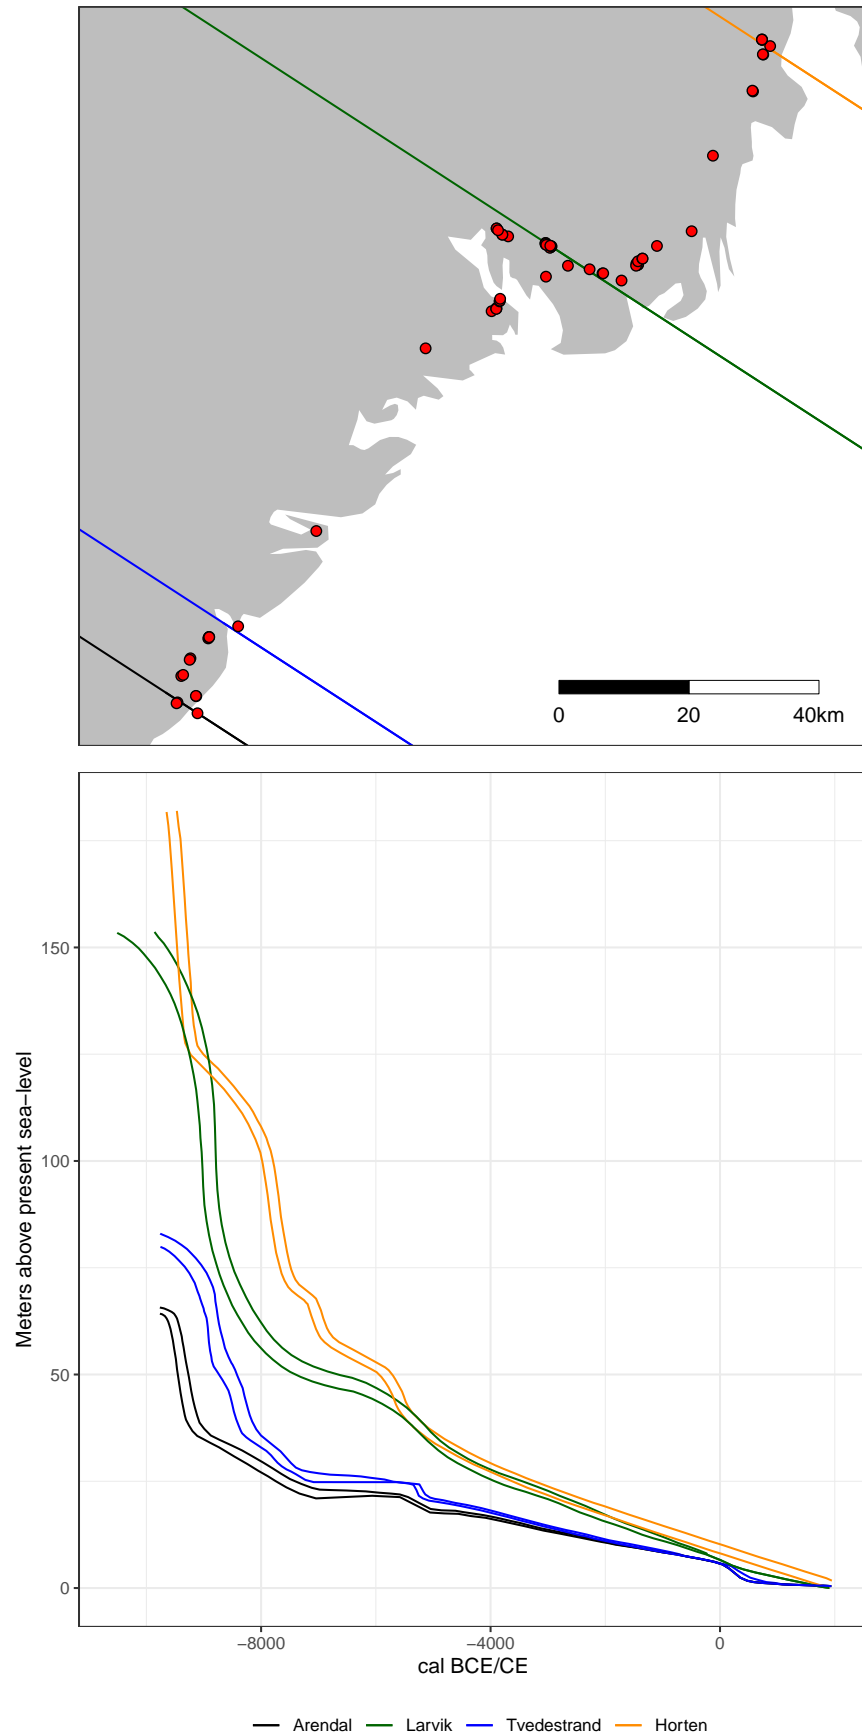 0 20 40km
Meters above present sea−level
150
100
50
0
−8000 −4000 0
cal BCE/CE
Arendal Larvik Tvedestrand Horten